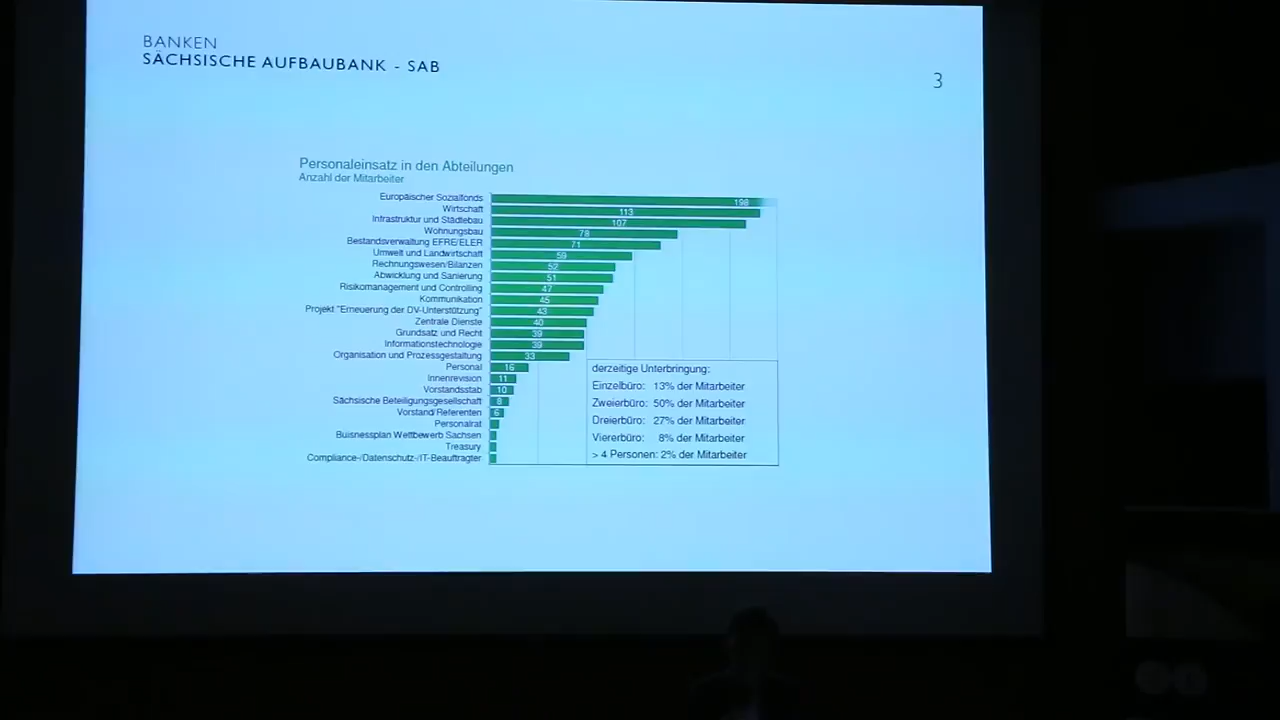 BANKEN
SÄCHSISCHE AUFBAUBANK - SAB
3
Personaleinsatz in den Abteilungen
Anzahl der Mitarbeiter
Europäischer Sozialfonds 198
Wirtschaft 113
Infrastruktur und Städtebau 107
Wohnungsbau 78
Bestandsverwaltung EFRE/ELER 71
Umwelt und Landwirtschaft 59
Rechnungswesen/Bilanzen 52
Abwicklung und Sanierung 51
Risikomanagement und Controlling 47
Kommunikation 45
Projekt "Erneuerung der DV-Unterstützung" 43
Zentrale Dienste 40
Grundsatz und Recht 39
Informationstechnologie 39
Organisation und Prozessgestaltung 33
Personal 16
Innenrevision 11
Vorstandsstab 10
Sächsische Beteiligungsgesellschaft 8
Vorstand/Referenten 6
Personalrat
Buisnessplan Wettbewerb Sachsen
Treasury
Compliance-/Datenschutz-/IT-Beauftragter
derzeitige Unterbringung:
Einzelbüro: 13% der Mitarbeiter
Zweierbüro: 50% der Mitarbeiter
Dreierbüro: 27% der Mitarbeiter
Viererbüro: 8% der Mitarbeiter
> 4 Personen: 2% der Mitarbeiter